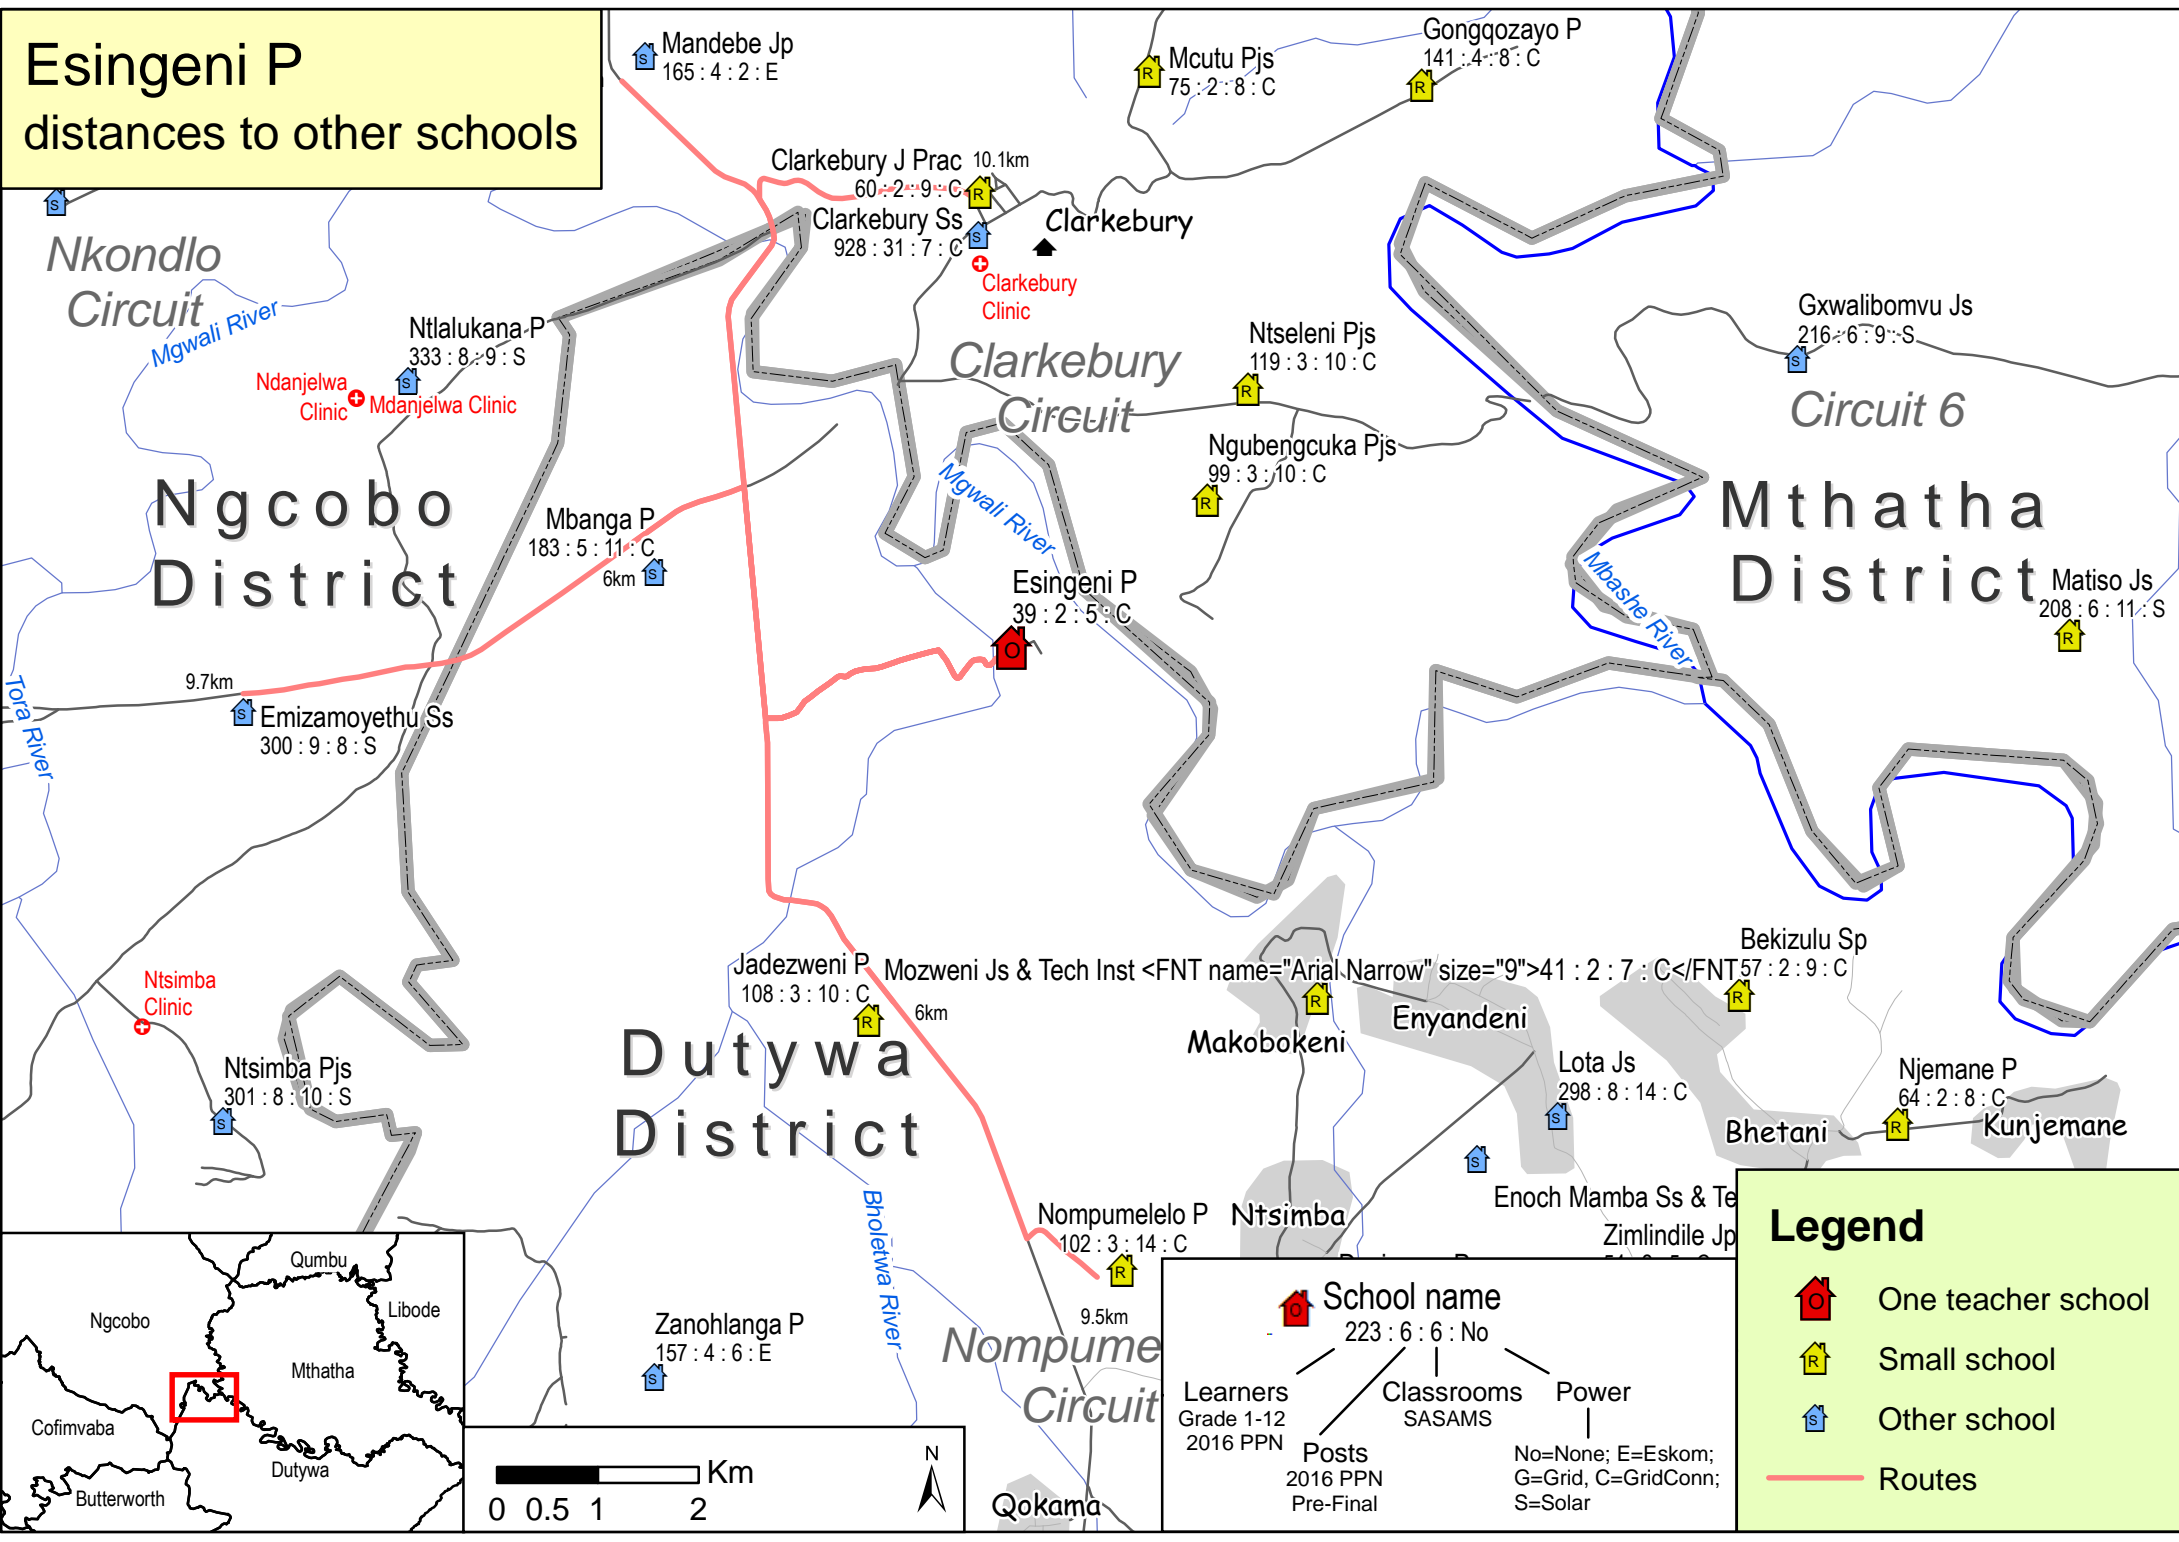 Esingeni P
distances to other schools
Mandebe Jp
165 : 4 : 2 : E
Mcutu Pjs
75 : 2 : 8 : C
Gongqozayo P
141 : 4 : 8 : C
Clarkebury J Prac 10.1km
60 : 2 : 9 : C
R
Clarkebury Ss
928 : 31 : 7 : C
Clarkebury
Clarkebury
Clinic
Nkondlo
Circuit
Mgwali River
Ntlalukana P
333 : 8 : 9 : S
Ndanjelwa
Clinic
Mdanjelwa Clinic
Clarkebury
Circuit
Ntseleni Pjs
119 : 3 : 10 : C
Gxwalibomvu Js
216 : 6 : 9 : S
Circuit 6
Ngubengcuka Pjs
99 : 3 : 10 : C
Mgwali River
Ngcobo
District
Mbanga P
183 : 5 : 11 : C
6km
Mthatha
District
Mbashe River
Matiso Js
208 : 6 : 11 : S
Esingeni P
39 : 2 : 5 : C
O
9.7km
Emizamoyethu Ss
300 : 9 : 8 : S
Tora River
Ntsimba
Clinic
Ntsimba Pjs
301 : 8 : 10 : S
Jadezweni P
108 : 3 : 10 : C
6km
Mozweni Js & Tech Inst <FNT name="Arial Narrow" size="9">41 : 2 : 7 : C</FNT
Bekizulu Sp
57 : 2 : 9 : C
Makobokeni
Enyandeni
Dutywa
District
Lota Js
298 : 8 : 14 : C
Njemane P
64 : 2 : 8 : C
Bhetani
Kunjemane
Enoch Mamba Ss & Te
Zimlindile Jp
Ntsimba
Nompumelelo P
102 : 3 : 14 : C
9.5km
Bholetwa River
Zanohlanga P
157 : 4 : 6 : E
Nompume
Circuit
Qokama
Qumbu
Ngcobo
Libode
Mthatha
Cofimvaba
Dutywa
Butterworth
Km
0 0.5 1 2
N
School name
223 : 6 : 6 : No
Learners
Grade 1-12
2016 PPN
Posts
2016 PPN
Pre-Final
Classrooms
SASAMS
Power
No=None; E=Eskom;
G=Grid, C=GridConn;
S=Solar
Legend
O One teacher school
R Small school
S Other school
Routes